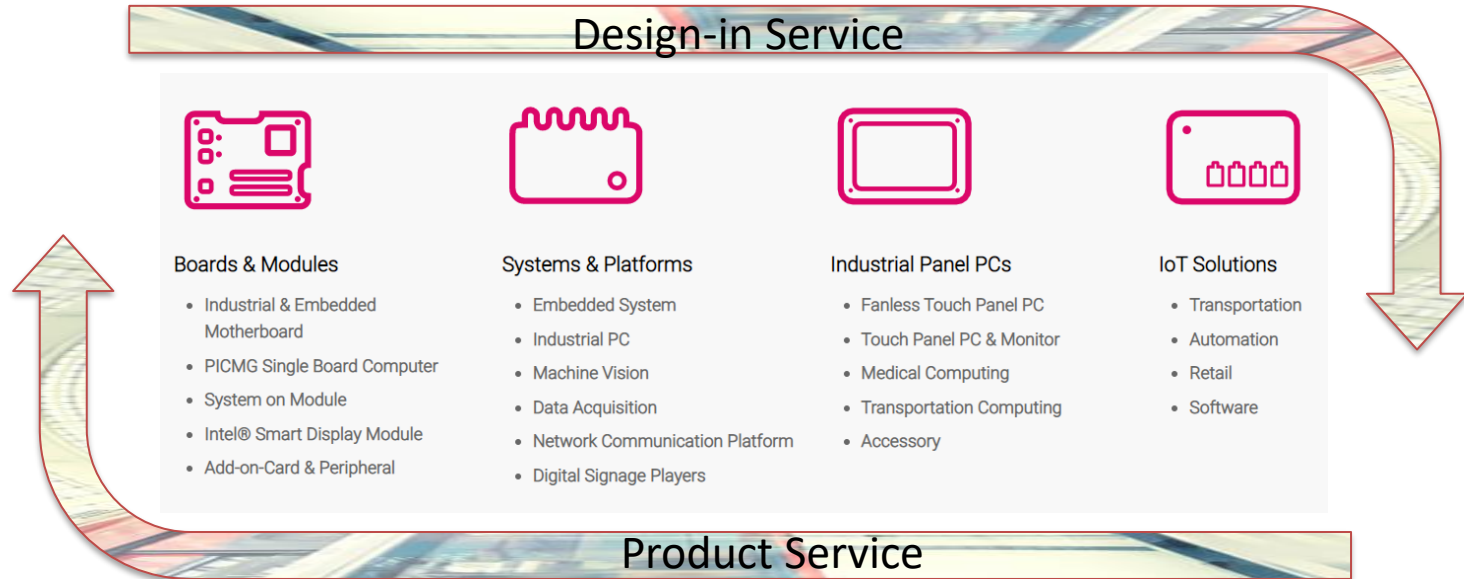 Design-in Service
Boards & Modules
Industrial & Embedded
Motherboard
PICMG Single Board Computer
System on Module
Intel® Smart Display Module
Add-on-Card & Peripheral
Systems & Platforms
Embedded System
Industrial PC
Machine Vision
Data Acquisition
Network Communication Platform
Digital Signage Players
Industrial Panel PCs
Fanless Touch Panel PC
Touch Panel PC & Monitor
Medical Computing
Transportation Computing
Accessory
IoT Solutions
Transportation
Automation
Retail
Software
Product Service